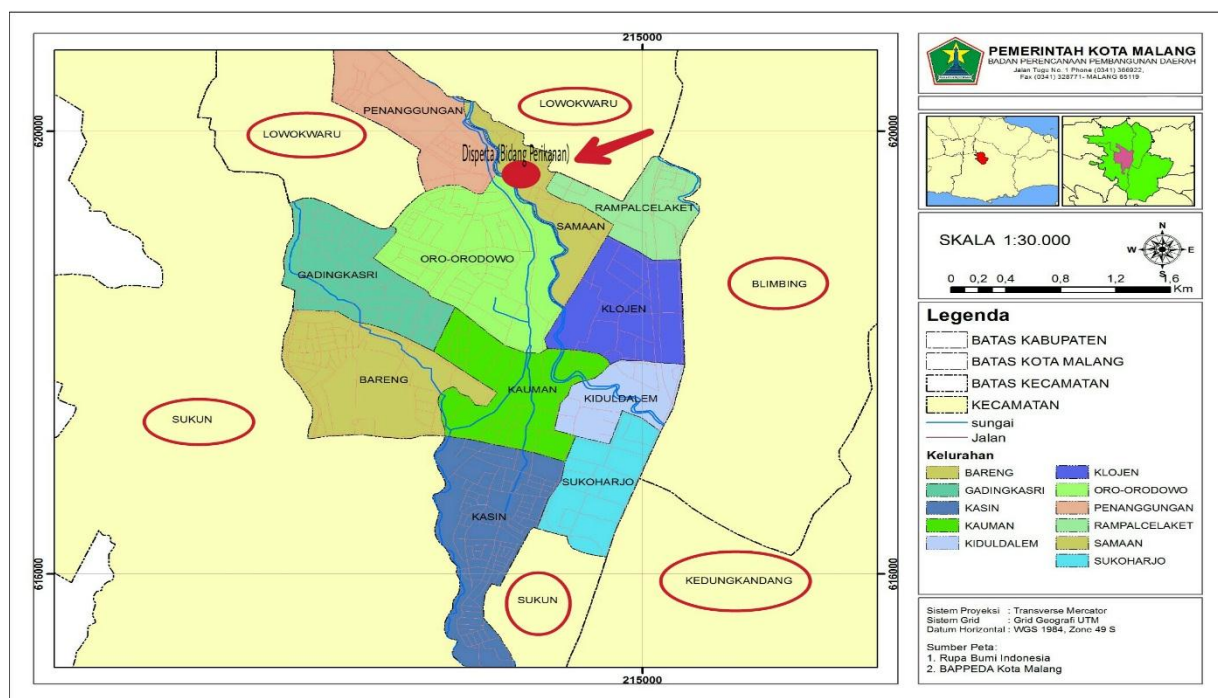 215000
620000
620000
616000
616000
215000
PENANGGUNGAN
LOWOKWARU
LOWOKWARU
Disperta (Bidang Perikanan)
RAMPALCELAKET
SAMAAN
ORO-ORODOWO
GADINGKASRI
BLIMBING
KLOJEN
BARENG
KAUMAN
KIDULDALEM
SUKUN
SUKOHARJO
KASIN
KEDUNGKANDANG
SUKUN
PEMERINTAH KOTA MALANG
BADAN PERENCANAAN PEMBANGUNAN DAERAH
Jalan Tugu No. 1 Phone (0341) 366922,
Fax (0341) 328771- MALANG 65119
SKALA 1:30.000
N
W E
S
0 0,2 0,4 0,8 1,2 1,6
Km
Legenda
BATAS KABUPATEN
BATAS KOTA MALANG
BATAS KECAMATAN
KECAMATAN
sungai
Jalan
Kelurahan
BARENG
GADINGKASRI
KASIN
KAUMAN
KIDULDALEM
KLOJEN
ORO-ORODOWO
PENANGGUNGAN
RAMPALCELAKET
SAMAAN
SUKOHARJO
Sistem Proyeksi : Transverse Mercator
Sistem Grid : Grid Geografi UTM
Datum Horizontal : WGS 1984, Zone 49 S
Sumber Peta:
1. Rupa Bumi Indonesia
2. BAPPEDA Kota Malang